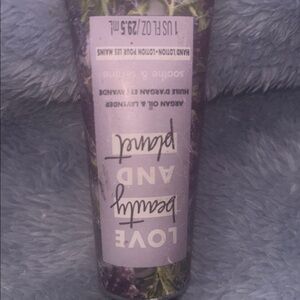 LOVE
beauty
AND
planet
ARGAN OIL & LAVENDER
HUILE D'ARGAN ET LAVANDE
soothe & serene
HAND LOTION • LOTION POUR LES MAINS
1 US FL OZ / 29.5 mL